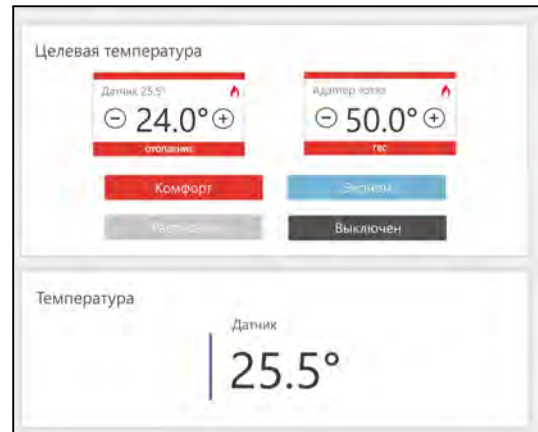 Целевая температура
Датчик 25.5°
24.0°
отопление
Адаптер котла
50.0°
гвс
Комфорт
Эконом
Расписание
Выключен
Температура
Датчик
25.5°